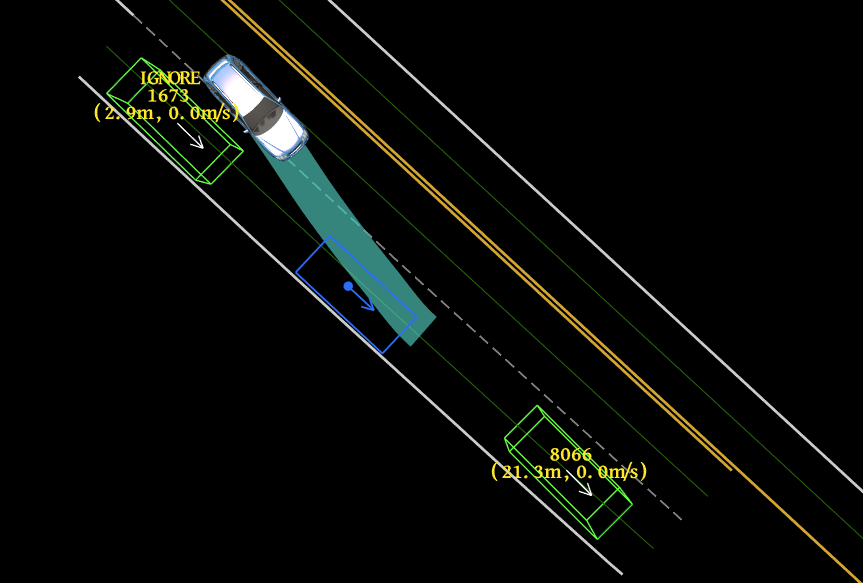 IGNORE
1673
(2.9m, 0.0m/s)
8066
(21.3m, 0.0m/s)